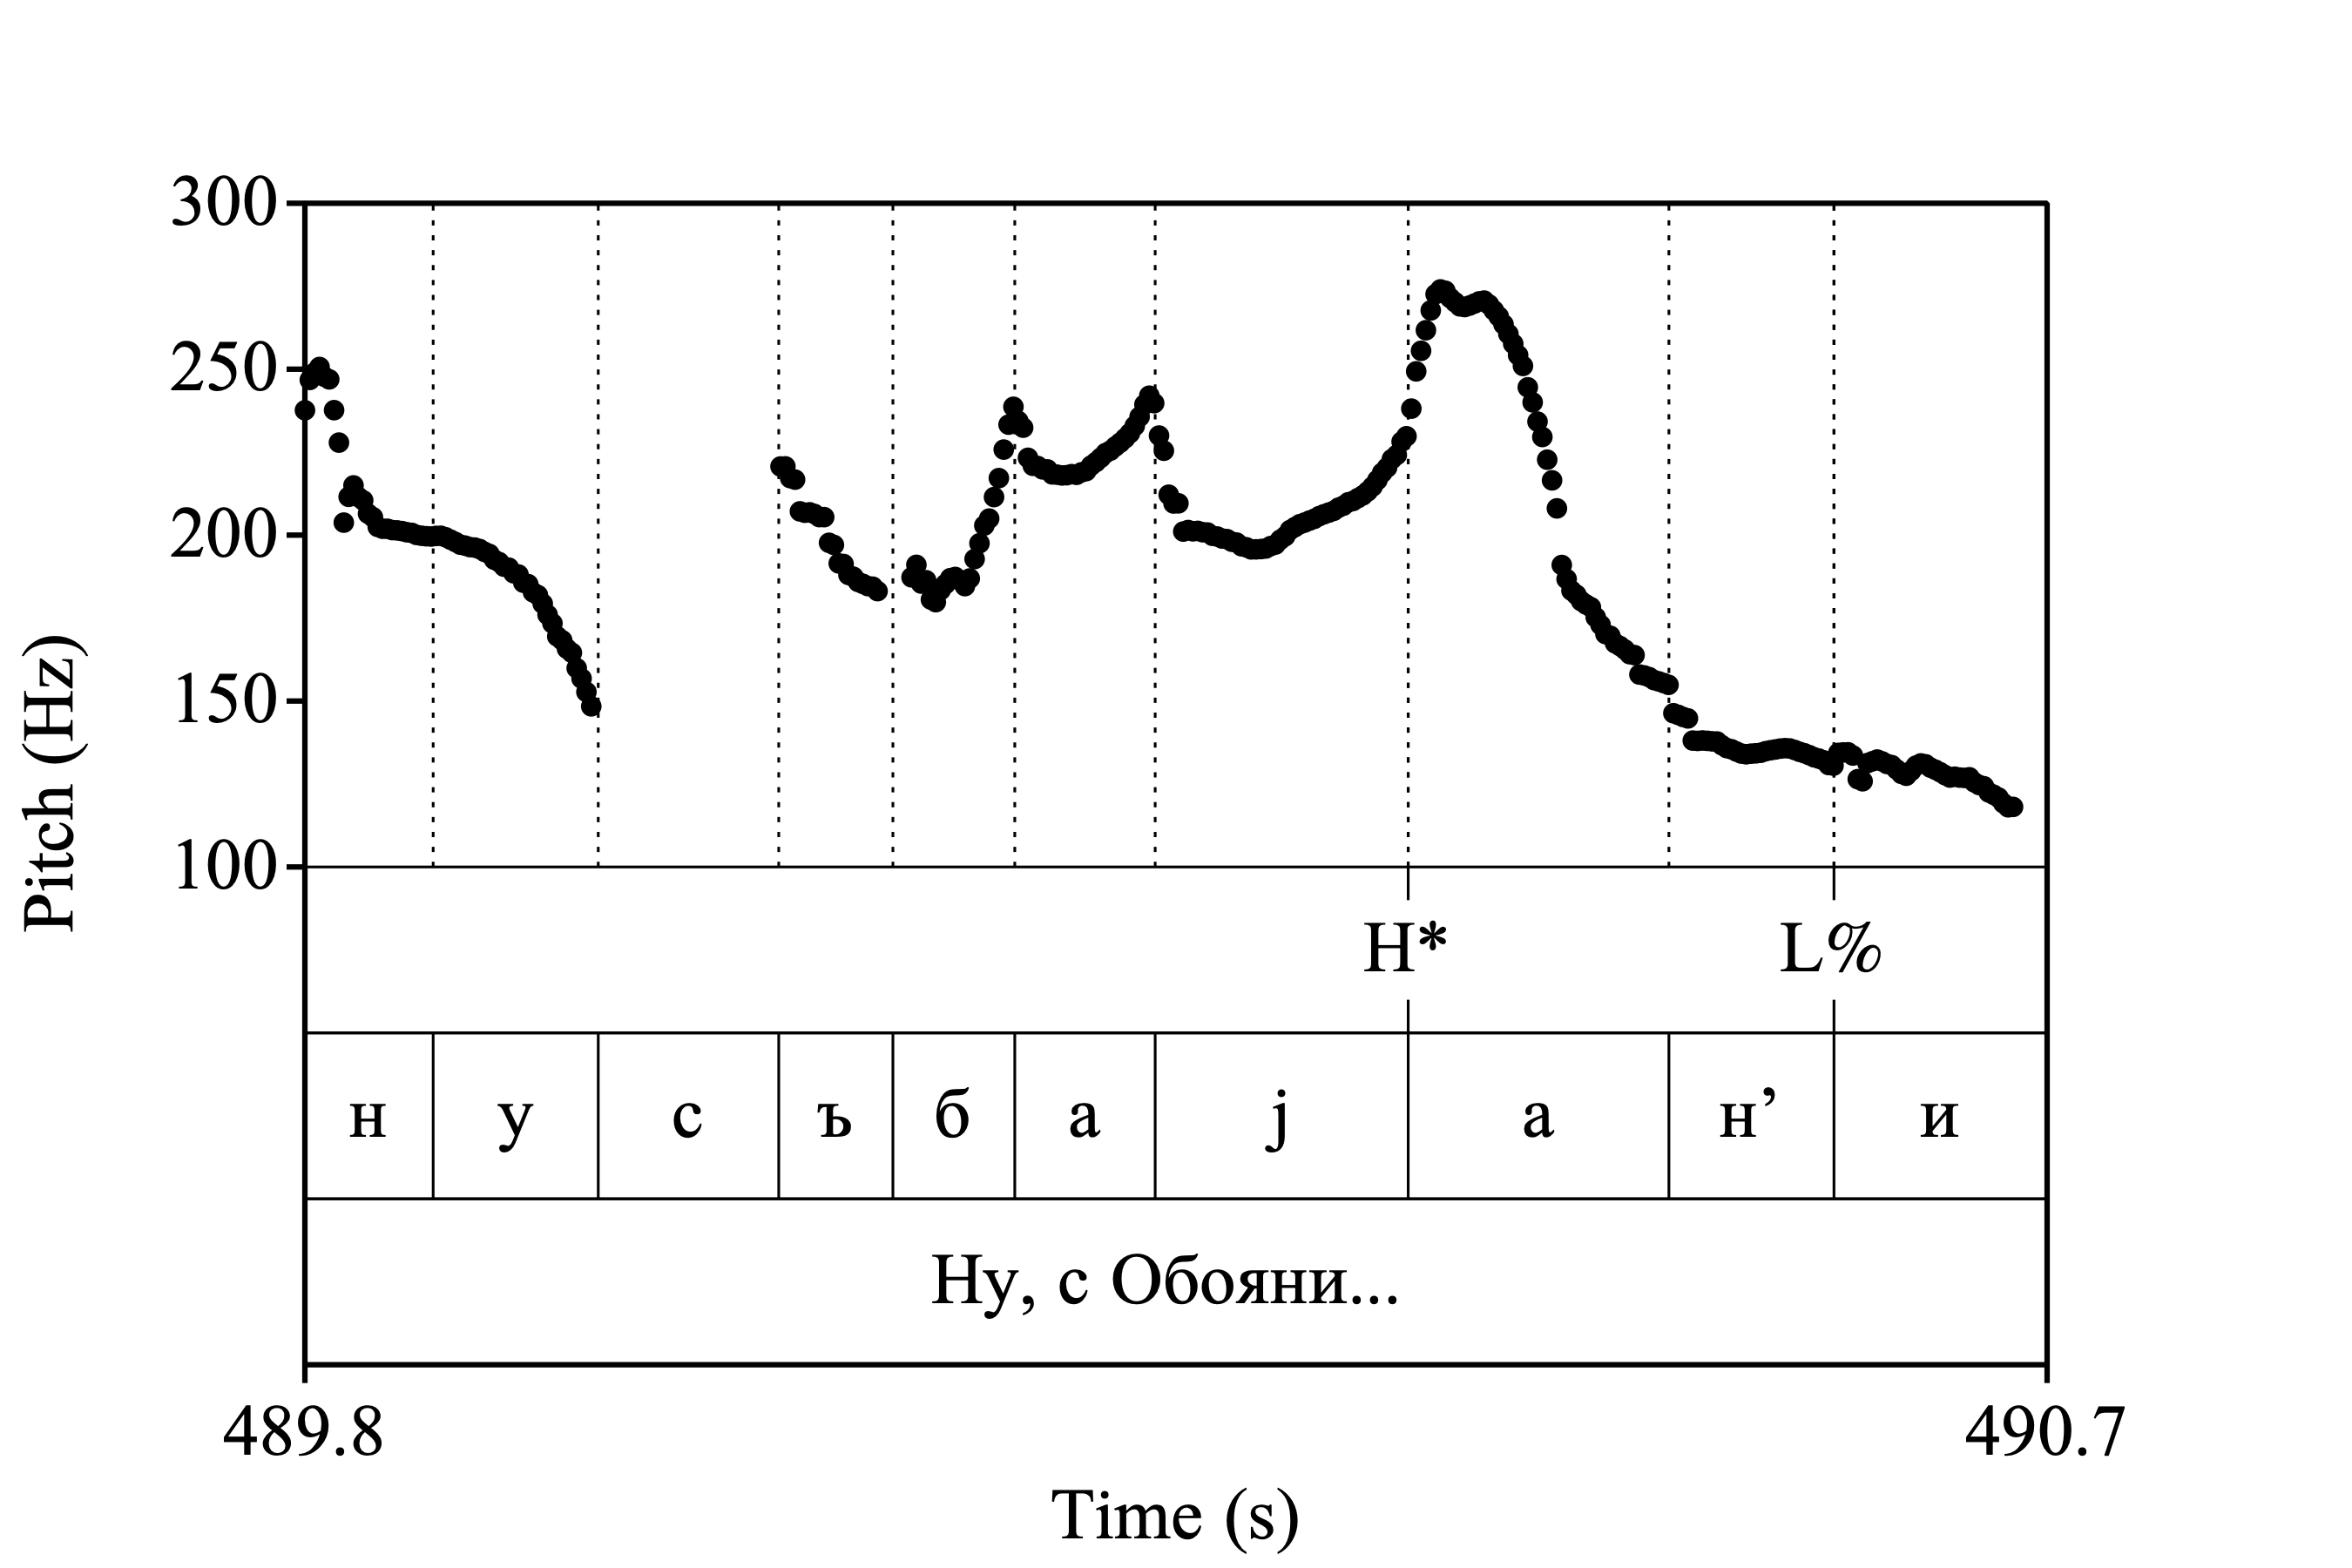 300
250
200
150
100
Pitch (Hz)
H* L%
н у с ъ б а j а н’ и
Ну, с Обояни...
489.8 490.7
Time (s)